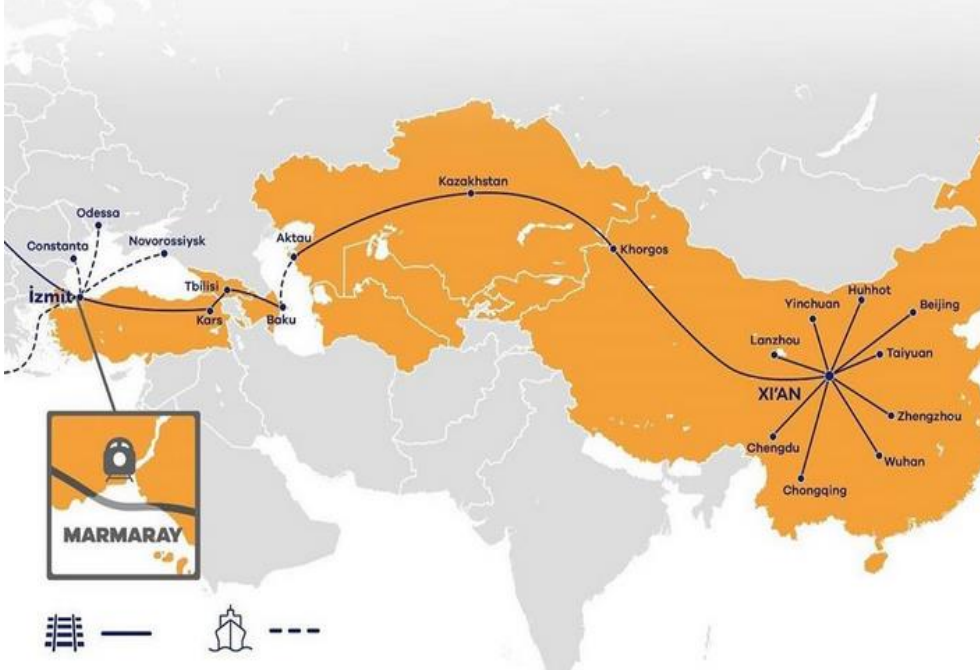 Odessa
Constanta
Novorossiysk
İzmit
Tbilisi
Kars
Baku
Aktau
Kazakhstan
Khorgos
Huhhot
Yinchuan
Beijing
Lanzhou
Taiyuan
XI'AN
Zhengzhou
Chengdu
Wuhan
Chongqing
MARMARAY